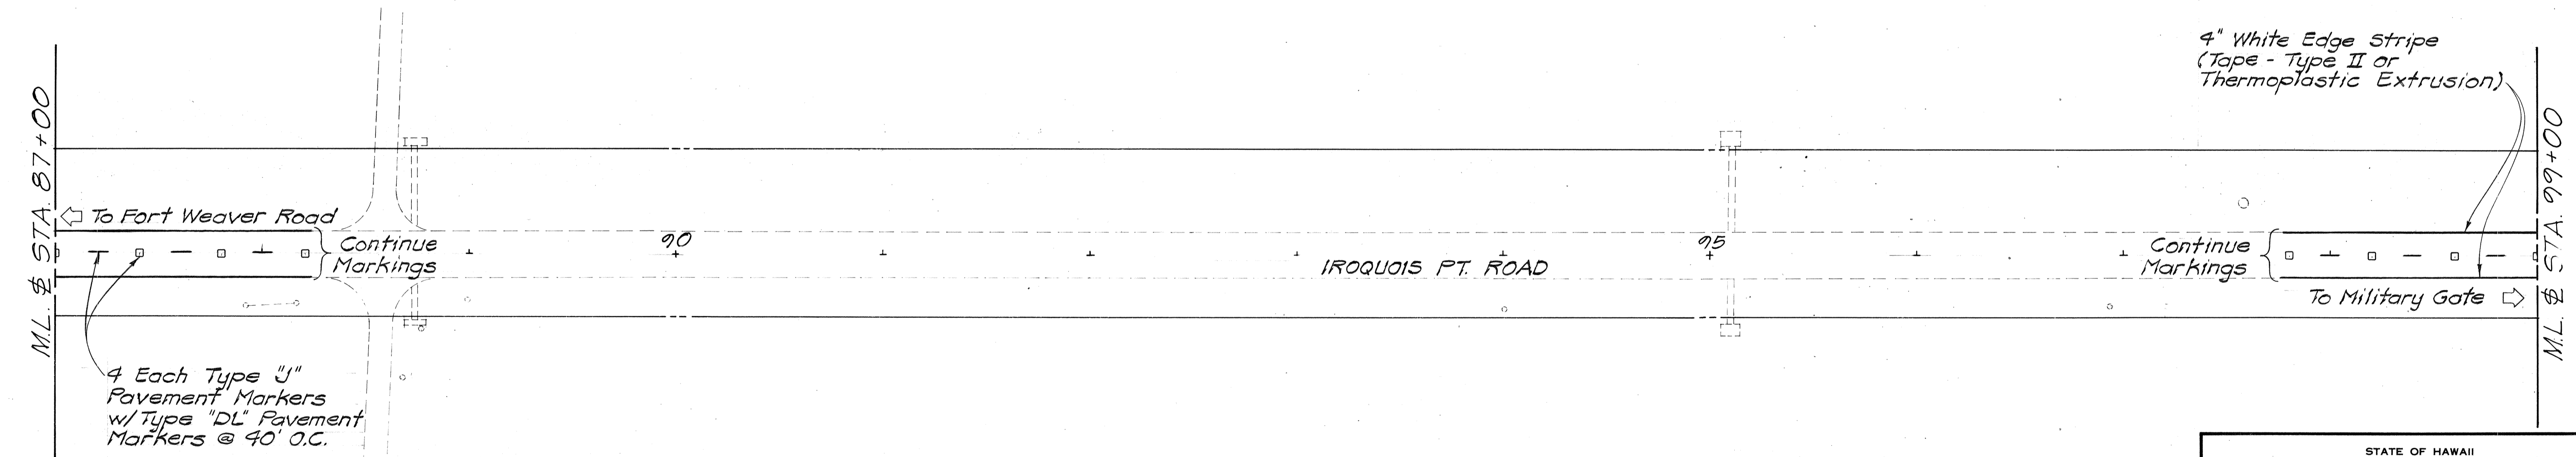 M.L. ⅊ STA. 87+00
To Fort Weaver Road
Continue
Markings
4 Each Type "J"
Pavement Markers
w/Type "DL" Pavement
Markers @ 40' O.C.
90
IROQUOIS PT. ROAD
95
4" White Edge Stripe
(Tape - Type II or
Thermoplastic Extrusion)
Continue
Markings
To Military Gate
M.L. ⅊ STA. 99+00
STATE OF HAWAII